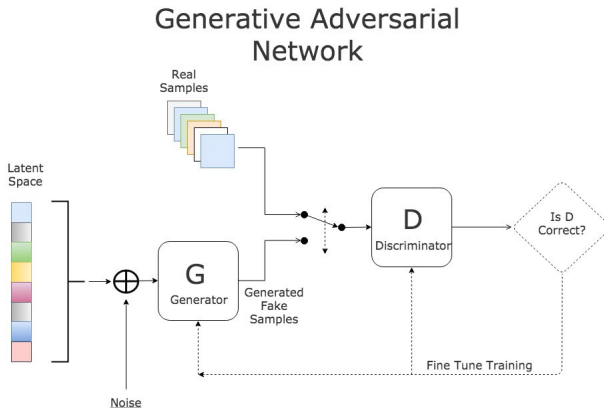 Generative Adversarial
Network
Real
Samples
Latent
Space
D
Discriminator
Is D
Correct?
G
Generator
Generated
Fake
Samples
Fine Tune Training
Noise